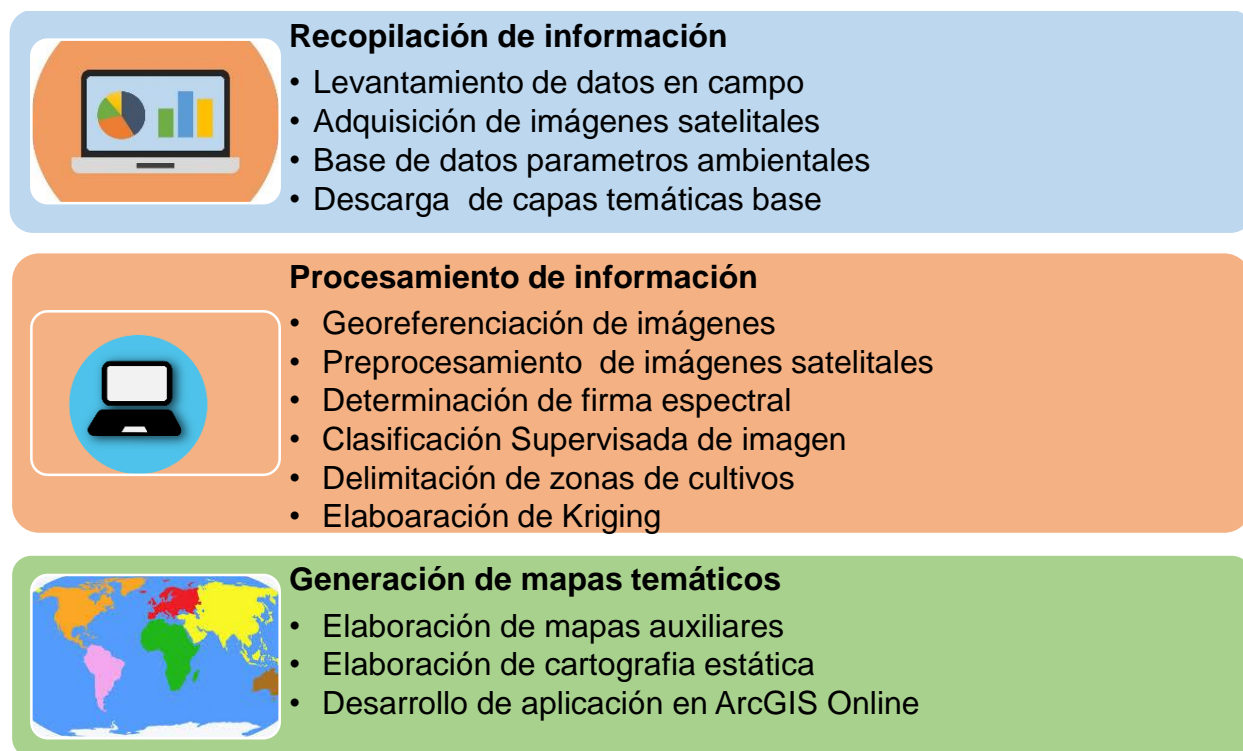 Recopilación de información
• Levantamiento de datos en campo
• Adquisición de imágenes satelitales
• Base de datos parametros ambientales
• Descarga  de capas temáticas base
Procesamiento de información
• Georeferenciación de imágenes
• Preprocesamiento  de imágenes satelitales
• Determinación de firma espectral
• Clasificación Supervisada de imagen
• Delimitación de zonas de cultivos
• Elaboaración de Kriging
Generación de mapas temáticos
• Elaboración de mapas auxiliares
• Elaboración de cartografia estática
• Desarrollo de aplicación en ArcGIS Online